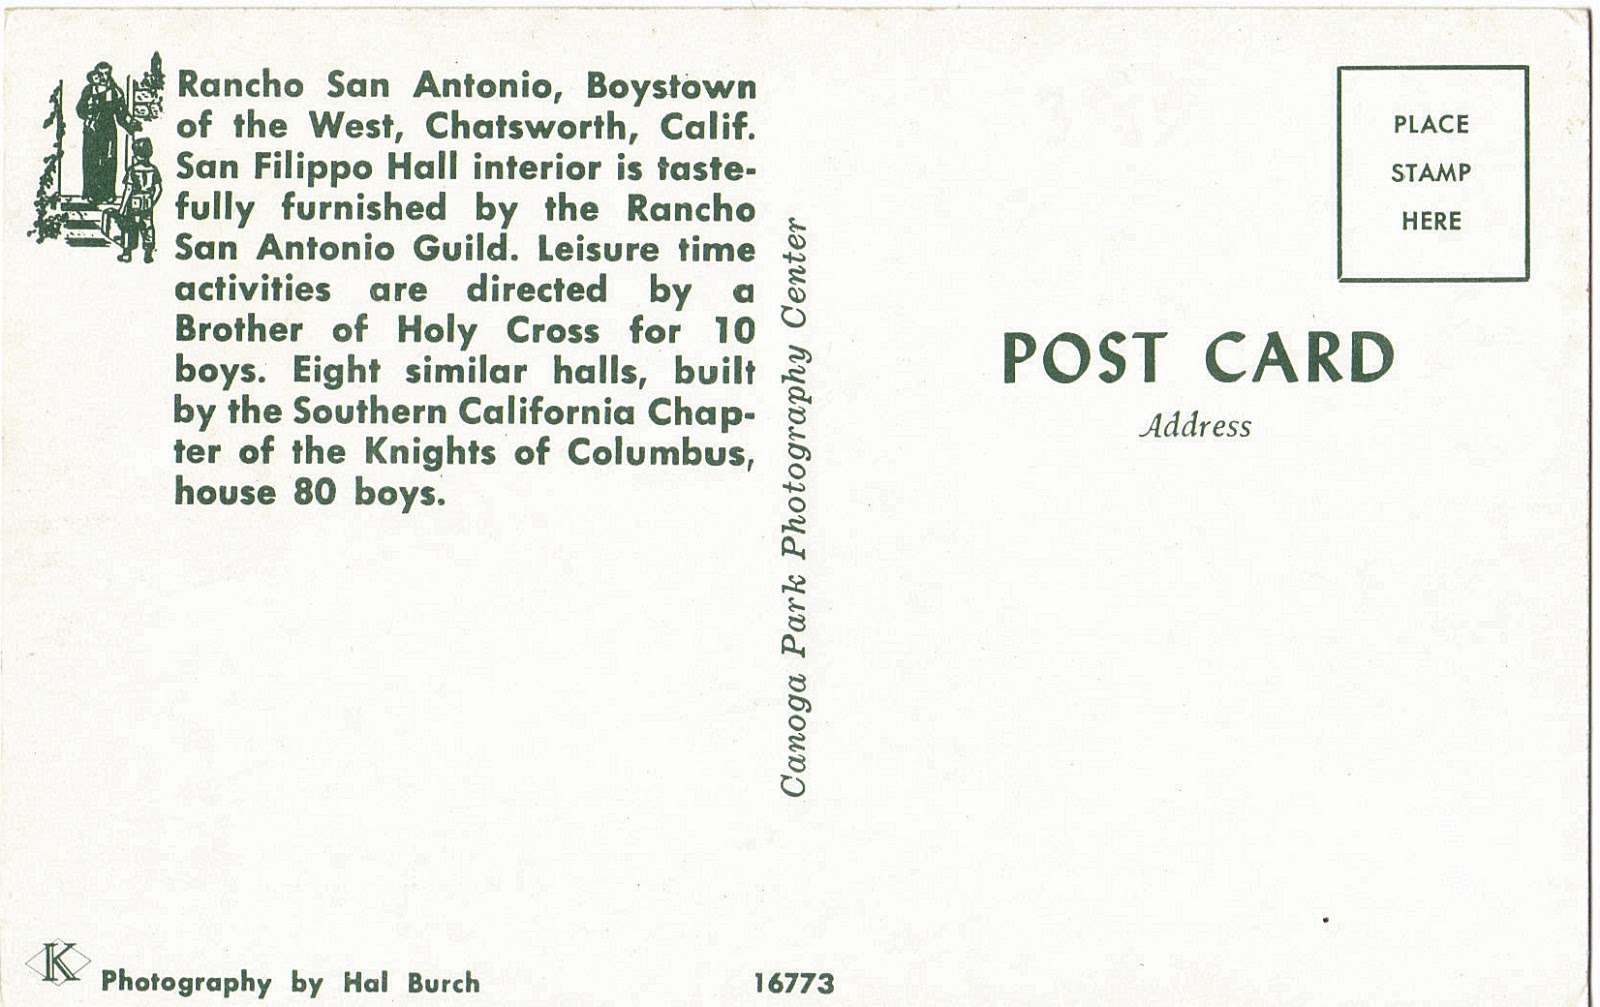 Rancho San Antonio, Boystown
of the West, Chatsworth, Calif.
San Filippo Hall interior is taste-
fully furnished by the Rancho
San Antonio Guild. Leisure time
activities are directed by a
Brother of Holy Cross for 10
boys. Eight similar halls, built
by the Southern California Chap-
ter of the Knights of Columbus,
house 80 boys.
K
Photography by Hal Burch
16773
Canoga Park Photography Center
PLACE
STAMP
HERE
POST CARD
Address